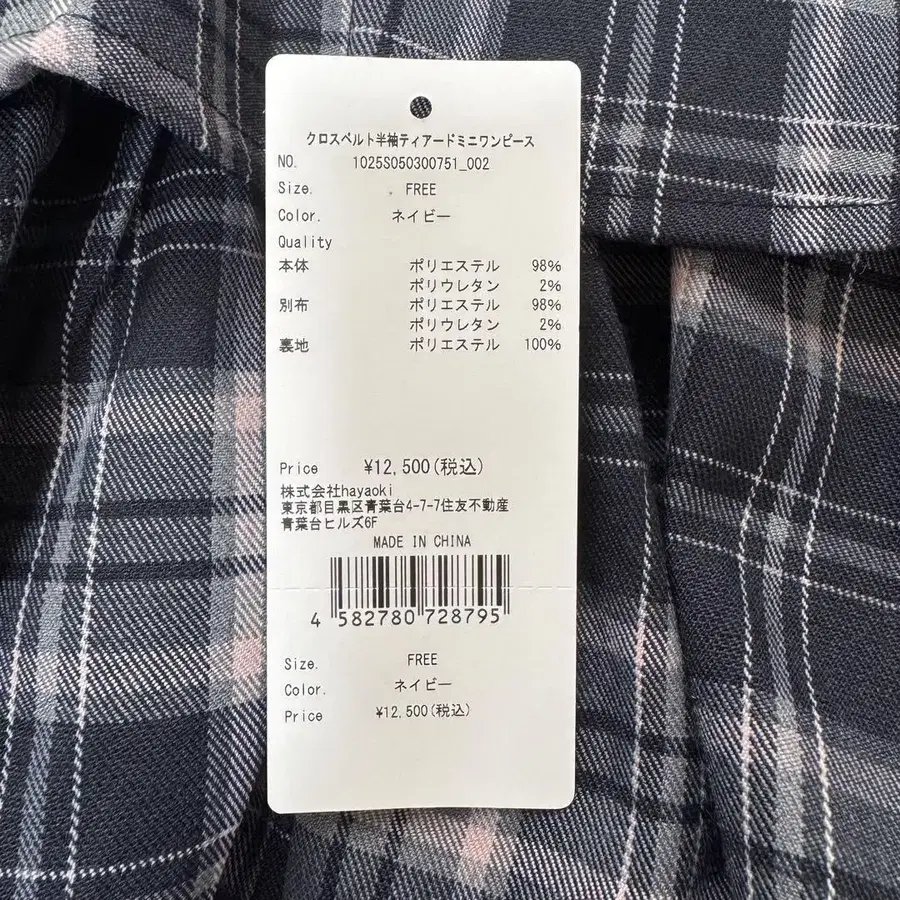 クロスベルト半袖ティアードミニワンピース
NO. 1025S050300751_002
Size. FREE
Color. ネイビー
Quality
本体 ポリエステル 98%
ポリウレタン 2%
別布 ポリエステル 98%
ポリウレタン 2%
裏地 ポリエステル 100%
Price ¥12,500(税込)
株式会社hayaoki
東京都目黒区青葉台4-7-7住友不動産
青葉台ヒルズ6F
MADE IN CHINA
4 582780 728795
Size. FREE
Color. ネイビー
Price ¥12,500(税込)